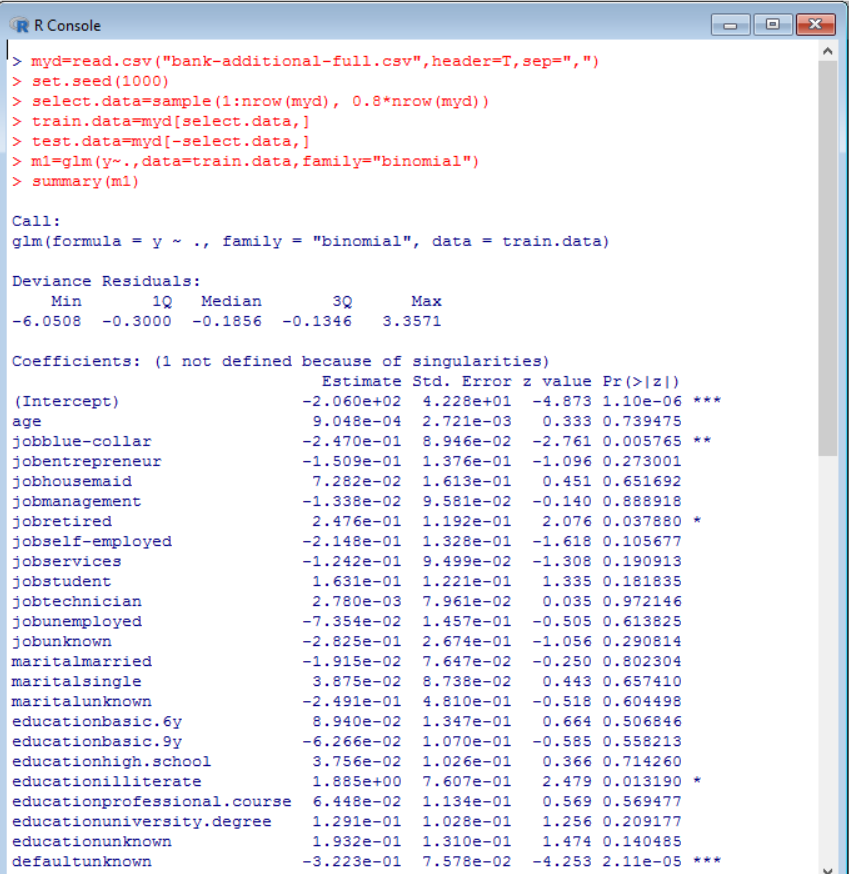 R Console
> myd=read.csv("bank-additional-full.csv",header=T,sep=",")
> set.seed(1000)
> select.data=sample(1:nrow(myd), 0.8*nrow(myd))
> train.data=myd[select.data,]
> test.data=myd[-select.data,]
> m1=glm(y~.,data=train.data,family="binomial")
> summary(m1)
Call:
glm(formula = y ~ ., family = "binomial", data = train.data)
Deviance Residuals:
Min 1Q Median 3Q Max
-6.0508 -0.3000 -0.1856 -0.1346 3.3571
Coefficients: (1 not defined because of singularities)
Estimate Std. Error z value Pr(>|z|)
(Intercept) -2.060e+02 4.228e+01 -4.873 1.10e-06 ***
age 9.048e-04 2.721e-03 0.333 0.739475
jobblue-collar -2.470e-01 8.946e-02 -2.761 0.005765 **
jobentrepreneur -1.509e-01 1.376e-01 -1.096 0.273001
jobhousemaid 7.282e-02 1.613e-01 0.451 0.651692
jobmanagement -1.338e-02 9.581e-02 -0.140 0.888918
jobretired 2.476e-01 1.192e-01 2.076 0.037880 *
jobself-employed -2.148e-01 1.328e-01 -1.618 0.105677
jobservices -1.242e-01 9.499e-02 -1.308 0.190913
jobstudent 1.631e-01 1.221e-01 1.335 0.181835
jobtechnician 2.780e-03 7.961e-02 0.035 0.972146
jobunemployed -7.354e-02 1.457e-01 -0.505 0.613825
jobunknown -2.825e-01 2.674e-01 -1.056 0.290814
maritalmarried -1.915e-02 7.647e-02 -0.250 0.802304
maritalsingle 3.875e-02 8.738e-02 0.443 0.657410
maritalunknown -2.491e-01 4.810e-01 -0.518 0.604498
educationbasic.6y 8.940e-02 1.347e-01 0.664 0.506846
educationbasic.9y -6.266e-02 1.070e-01 -0.585 0.558213
educationhigh.school 3.756e-02 1.026e-01 0.366 0.714260
educationilliterate 1.885e+00 7.607e-01 2.479 0.013190 *
educationprofessional.course 6.448e-02 1.134e-01 0.569 0.569477
educationuniversity.degree 1.291e-01 1.028e-01 1.256 0.209177
educationunknown 1.932e-01 1.310e-01 1.474 0.140485
defaultunknown -3.223e-01 7.578e-02 -4.253 2.11e-05 ***